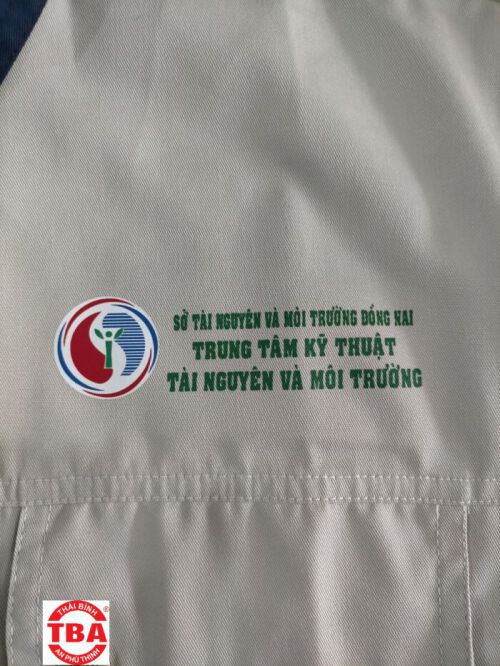 SỞ TÀI NGUYÊN VÀ MÔI TRƯỜNG ĐỒNG NAI
TRUNG TÂM KỸ THUẬT
TÀI NGUYÊN VÀ MÔI TRƯỜNG
THÁI BÌNH
®
TBA
AN PHÚ THỊNH